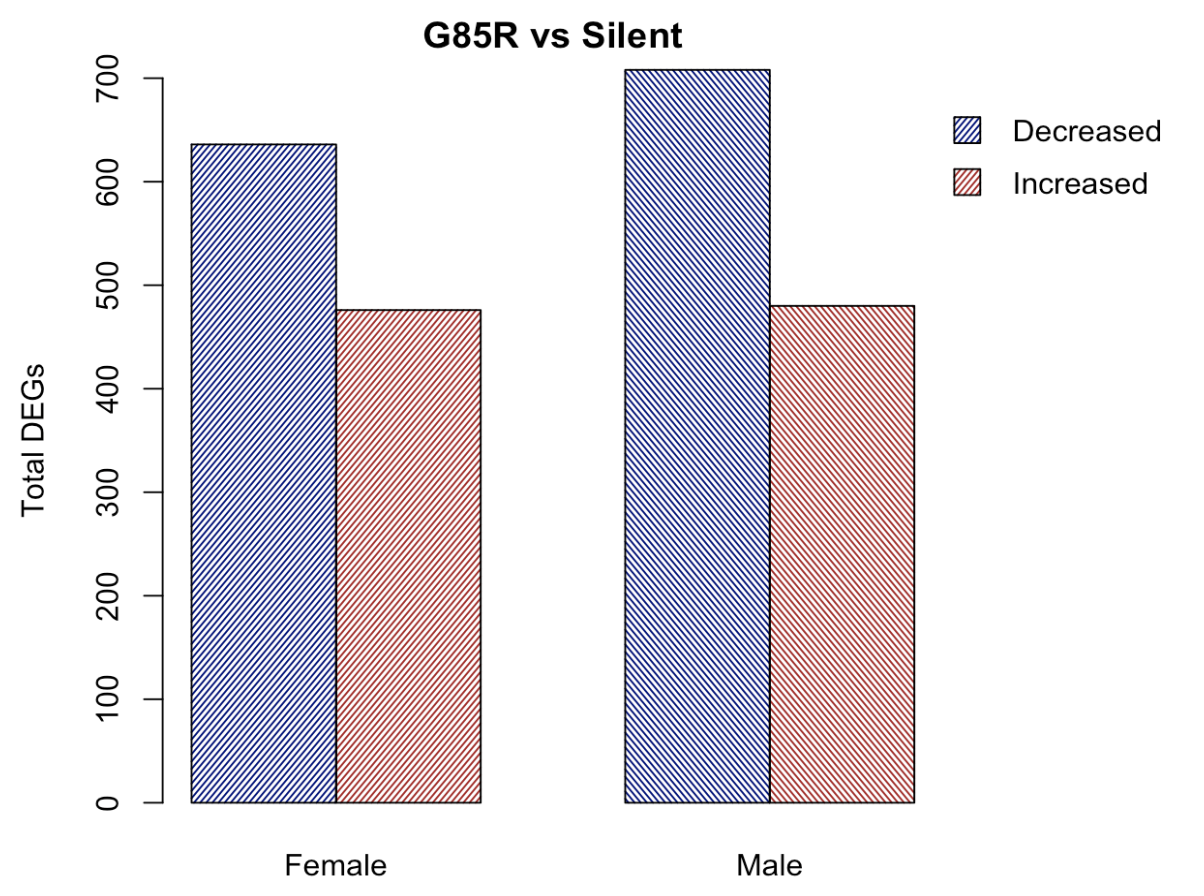 G85R vs Silent
Total DEGs
700
600
500
400
300
200
100
0
Decreased
Increased
Female
Male